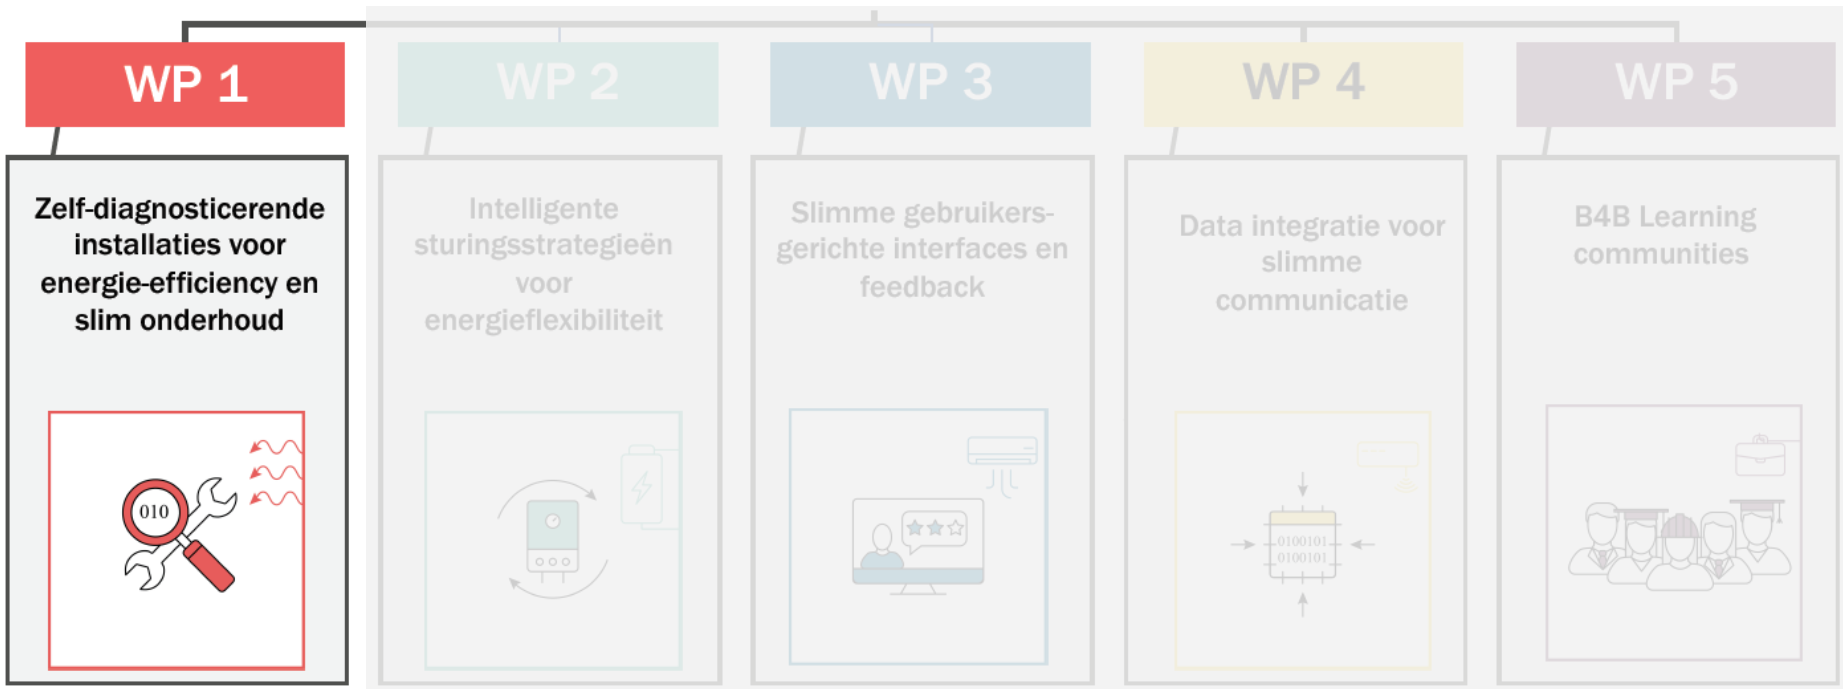 WP 1
Zelf-diagnosticerende
installaties voor
energie-efficiency en
slim onderhoud
010
WP 2
Intelligente
sturingsstrategieën
voor
energieflexibiliteit
WP 3
Slimme gebruikers-
gerichte interfaces en
feedback
WP 4
Data integratie voor
slimme
communicatie
0100101
0100101
WP 5
B4B Learning
communities